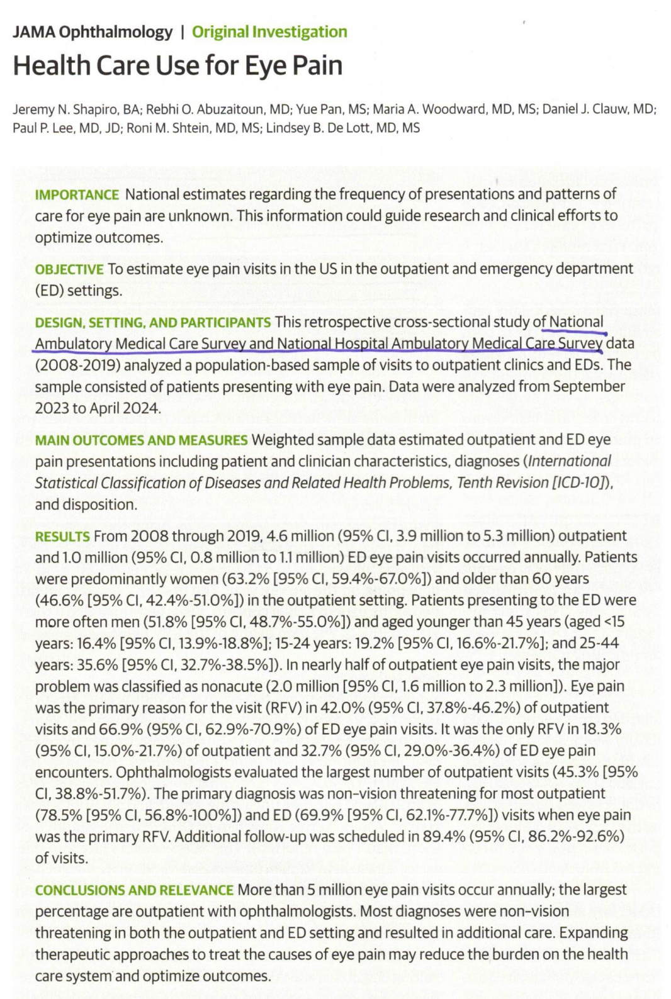 JAMA Ophthalmology | Original Investigation
Health Care Use for Eye Pain
Jeremy N. Shapiro, BA; Rebhi O. Abuzaitoun, MD; Yue Pan, MS; Maria A. Woodward, MD, MS; Daniel J. Clauw, MD;
Paul P. Lee, MD, JD; Roni M. Shtein, MD, MS; Lindsey B. De Lott, MD, MS
IMPORTANCE National estimates regarding the frequency of presentations and patterns of
care for eye pain are unknown. This information could guide research and clinical efforts to
optimize outcomes.
OBJECTIVE To estimate eye pain visits in the US in the outpatient and emergency department
(ED) settings.
DESIGN, SETTING, AND PARTICIPANTS This retrospective cross-sectional study of National
Ambulatory Medical Care Survey and National Hospital Ambulatory Medical Care Survey data
(2008-2019) analyzed a population-based sample of visits to outpatient clinics and EDs. The
sample consisted of patients presenting with eye pain. Data were analyzed from September
2023 to April 2024.
MAIN OUTCOMES AND MEASURES Weighted sample data estimated outpatient and ED eye
pain presentations including patient and clinician characteristics, diagnoses (International
Statistical Classification of Diseases and Related Health Problems, Tenth Revision [ICD-10]),
and disposition.
RESULTS From 2008 through 2019, 4.6 million (95% CI, 3.9 million to 5.3 million) outpatient
and 1.0 million (95% CI, 0.8 million to 1.1 million) ED eye pain visits occurred annually. Patients
were predominantly women (63.2% [95% CI, 59.4%-67.0%]) and older than 60 years
(46.6% [95% CI, 42.4%-51.0%]) in the outpatient setting. Patients presenting to the ED were
more often men (51.8% [95% CI, 48.7%-55.0%]) and aged younger than 45 years (aged <15
years: 16.4% [95% CI, 13.9%-18.8%]; 15-24 years: 19.2% [95% CI, 16.6%-21.7%]; and 25-44
years: 35.6% [95% CI, 32.7%-38.5%]). In nearly half of outpatient eye pain visits, the major
problem was classified as nonacute (2.0 million [95% CI, 1.6 million to 2.3 million]). Eye pain
was the primary reason for the visit (RFV) in 42.0% (95% CI, 37.8%-46.2%) of outpatient
visits and 66.9% (95% CI, 62.9%-70.9%) of ED eye pain visits. It was the only RFV in 18.3%
(95% CI, 15.0%-21.7%) of outpatient and 32.7% (95% CI, 29.0%-36.4%) of ED eye pain
encounters. Ophthalmologists evaluated the largest number of outpatient visits (45.3% [95%
CI, 38.8%-51.7%). The primary diagnosis was non–vision threatening for most outpatient
(78.5% [95% CI, 56.8%-100%]) and ED (69.9% [95% CI, 62.1%-77.7%]) visits when eye pain
was the primary RFV. Additional follow-up was scheduled in 89.4% (95% CI, 86.2%-92.6%)
of visits.
CONCLUSIONS AND RELEVANCE More than 5 million eye pain visits occur annually; the largest
percentage are outpatient with ophthalmologists. Most diagnoses were non–vision
threatening in both the outpatient and ED setting and resulted in additional care. Expanding
therapeutic approaches to treat the causes of eye pain may reduce the burden on the health
care system and optimize outcomes.